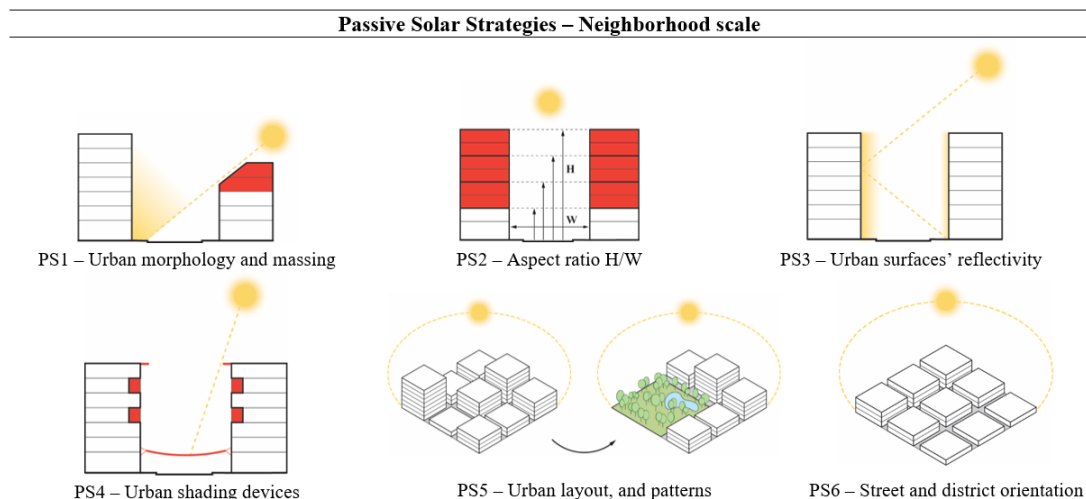 Passive Solar Strategies – Neighborhood scale
H
W
PS1 – Urban morphology and massing
PS2 – Aspect ratio H/W
PS3 – Urban surfaces’ reflectivity
PS4 – Urban shading devices
PS5 – Urban layout, and patterns
PS6 – Street and district orientation